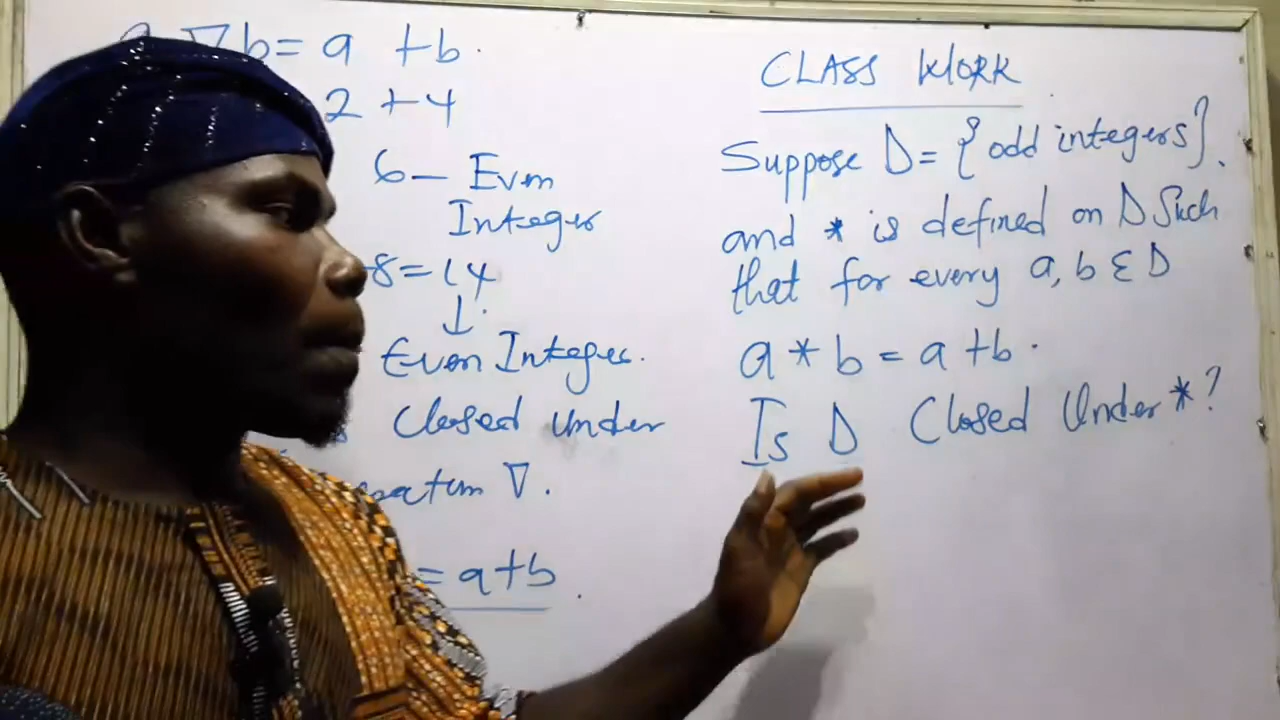 ∇ b = a + b.
2 + 4
6 — Even
Integer
8 = 14
↓
Even Integer.
Closed Under
∇.
= a + b
CLASS WORK
Suppose D = {odd integers}.
and * is defined on D Such
that for every a, b ε D
a * b = a + b.
Is D Closed Under *?